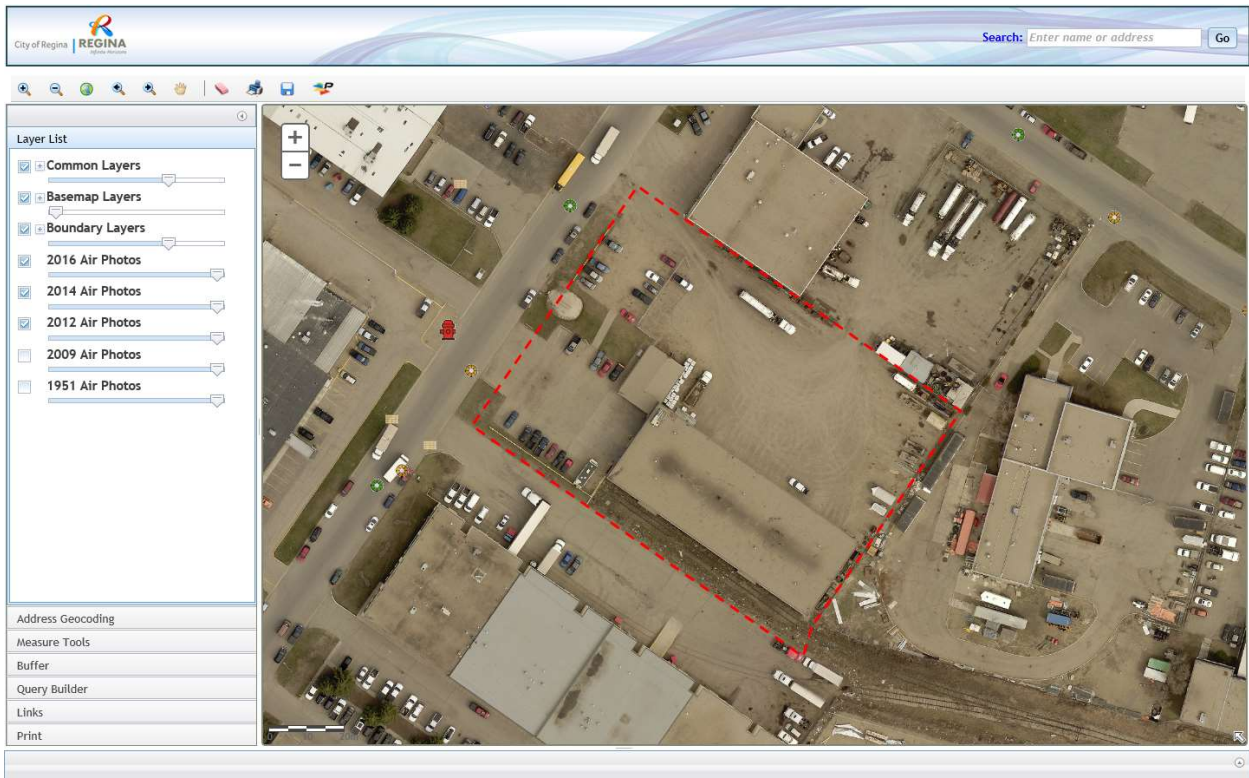 City of Regina
REGINA
Infinite Horizons
Search:
Enter name or address
Go
Layer List
Common Layers
Basemap Layers
Boundary Layers
2016 Air Photos
2014 Air Photos
2012 Air Photos
2009 Air Photos
1951 Air Photos
Address Geocoding
Measure Tools
Buffer
Query Builder
Links
Print